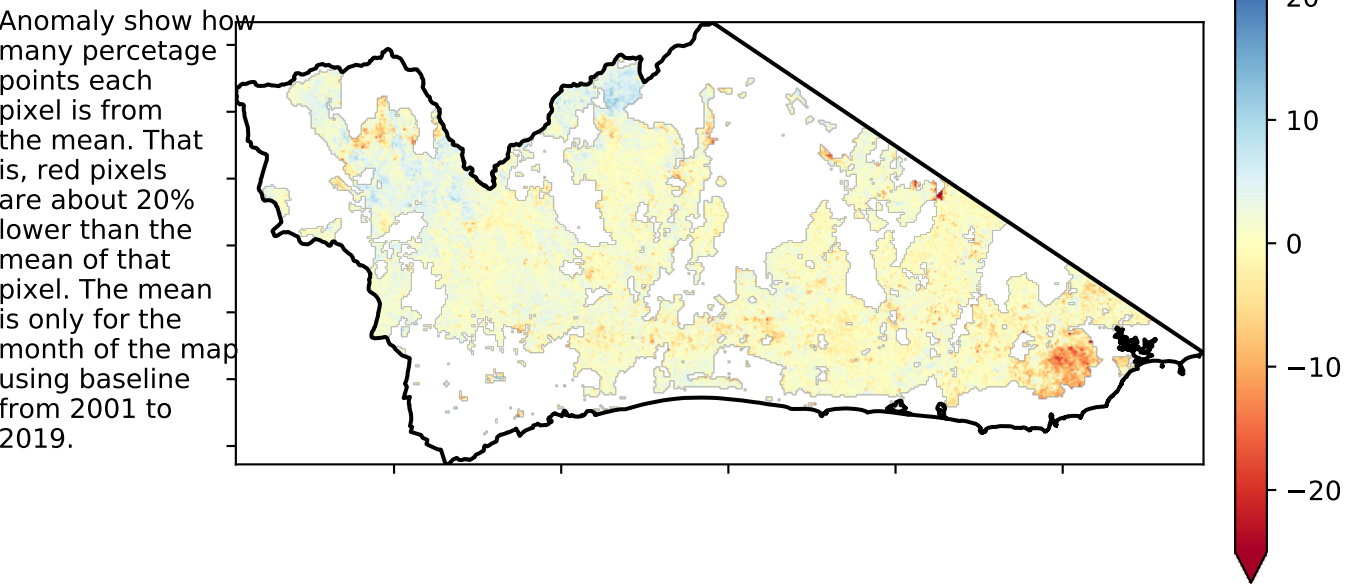 Anomaly show how
many percetage
points each
pixel is from
the mean. That
is, red pixels
are about 20%
lower than the
mean of that
pixel. The mean
is only for the
month of the map
using baseline
from 2001 to
2019.
20
10
0
−10
−20